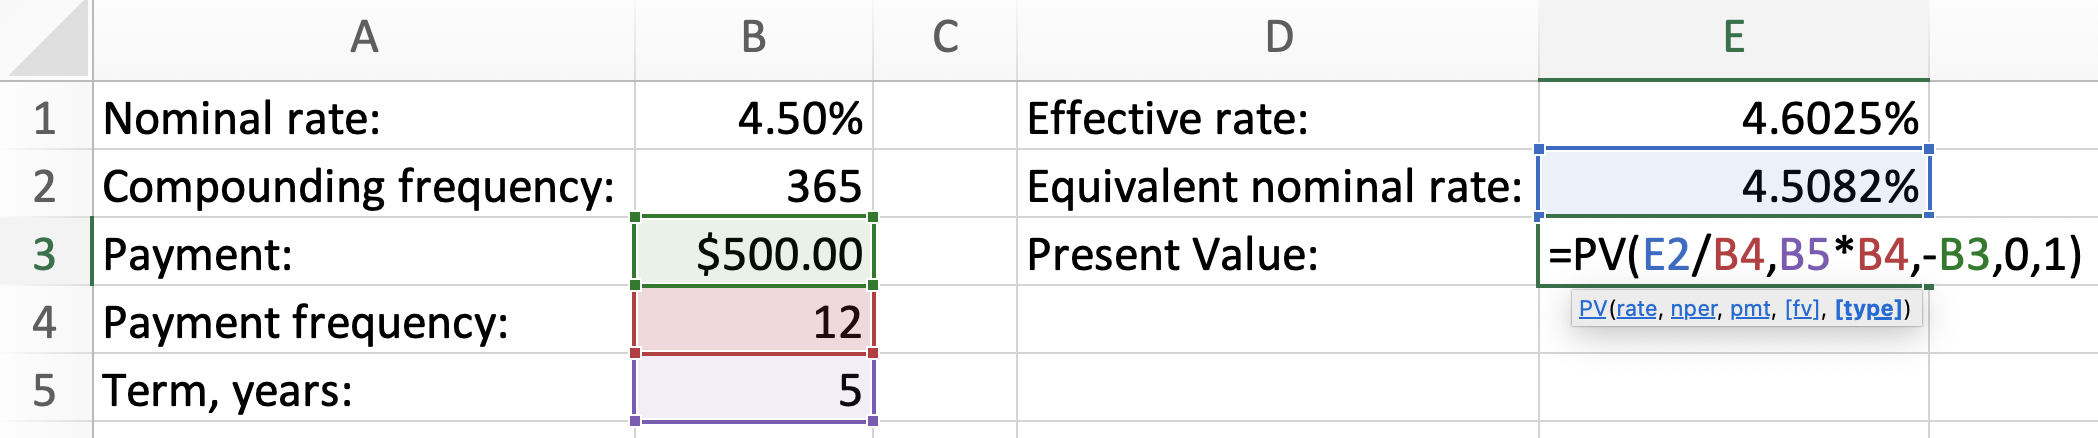 A B C D E
1 Nominal rate: 4.50% Effective rate: 4.6025%
2 Compounding frequency: 365 Equivalent nominal rate: 4.5082%
3 Payment: $500.00 Present Value: =PV(E2/B4,B5*B4,-B3,0,1)
PV(rate, nper, pmt, [fv], [type])
4 Payment frequency: 12
5 Term, years: 5